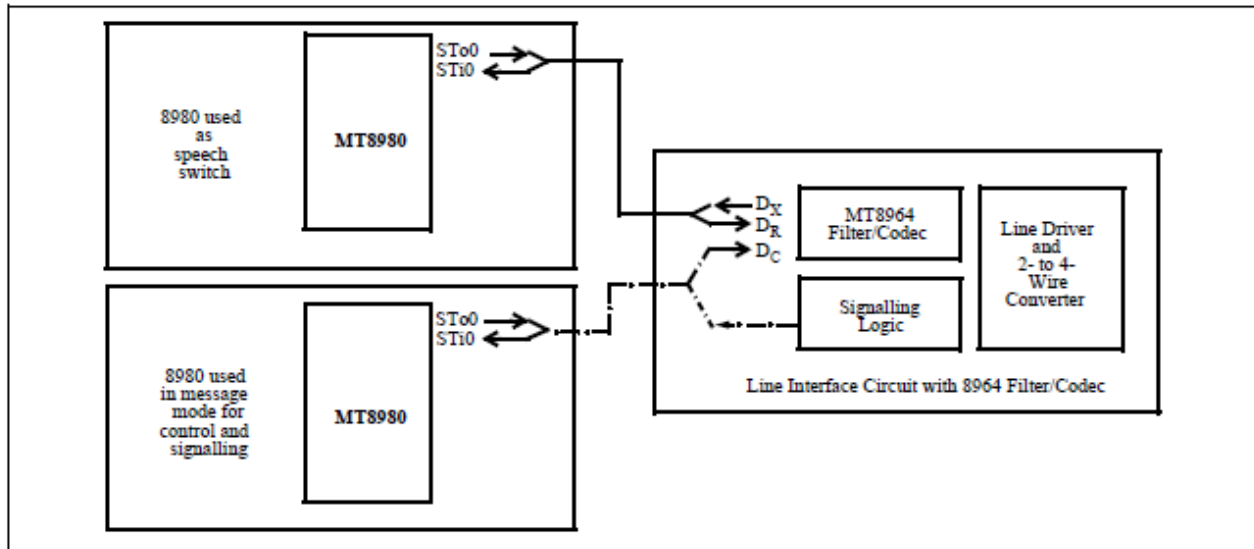 STo0
STi0
8980 used
as
speech
switch
MT8980
DX
DR
DC
MT8964
Filter/Codec
Signalling
Logic
Line Driver
and
2- to 4-
Wire
Converter
Line Interface Circuit with 8964 Filter/Codec
STo0
STi0
8980 used
in message
mode for
control and
signalling
MT8980